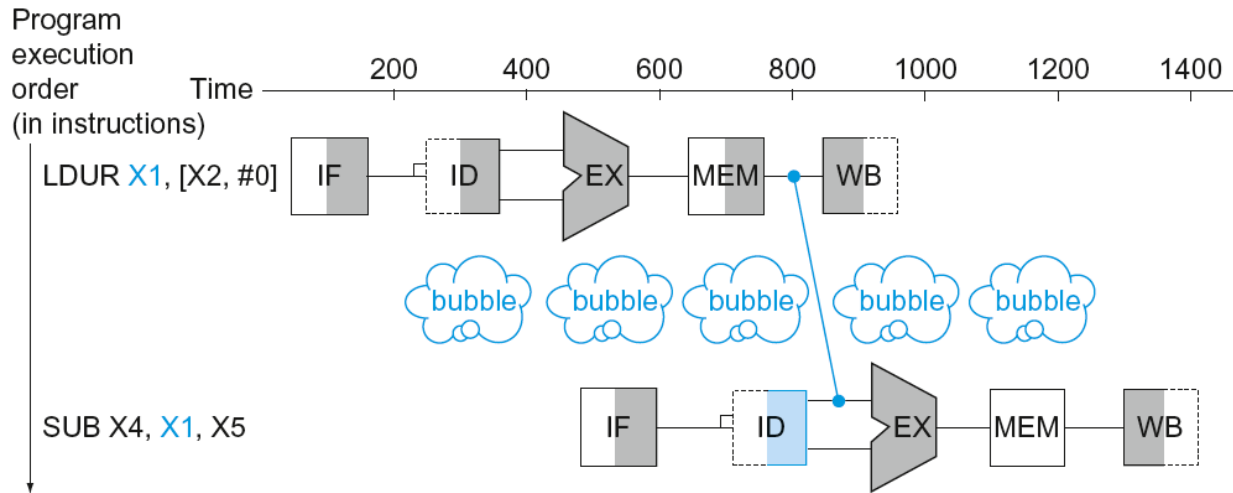 Program
execution
order
(in instructions)
Time
200 400 600 800 1000 1200 1400
LDUR X1, [X2, #0]
IF ID EX MEM WB
bubble bubble bubble bubble bubble
SUB X4, X1, X5
IF ID EX MEM WB